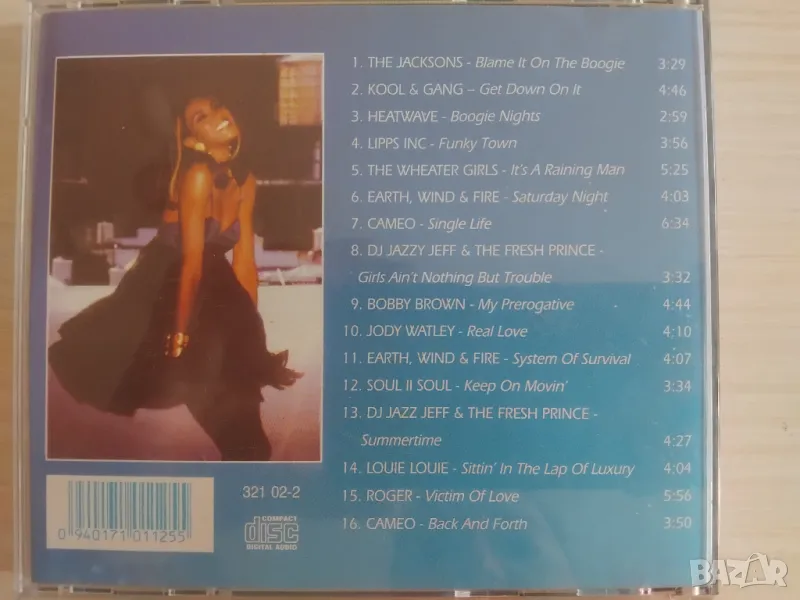 1. THE JACKSONS - Blame It On The Boogie 3:29
2. KOOL & GANG – Get Down On It 4:46
3. HEATWAVE - Boogie Nights 2:59
4. LIPPS INC - Funky Town 3:56
5. THE WHEATER GIRLS - It's A Raining Man 5:25
6. EARTH, WIND & FIRE - Saturday Night 4:03
7. CAMEO - Single Life 6:34
8. DJ JAZZY JEFF & THE FRESH PRINCE -
Girls Ain't Nothing But Trouble 3:32
9. BOBBY BROWN - My Prerogative 4:44
10. JODY WATLEY - Real Love 4:10
11. EARTH, WIND & FIRE - System Of Survival 4:07
12. SOUL II SOUL - Keep On Movin' 3:34
13. DJ JAZZ JEFF & THE FRESH PRINCE -
Summertime 4:27
14. LOUIE LOUIE - Sittin' In The Lap Of Luxury 4:04
15. ROGER - Victim Of Love 5:56
16. CAMEO - Back And Forth 3:50
321 02-2
0 940171 011255
COMPACT
disc
DIGITAL AUDIO
BAZAR